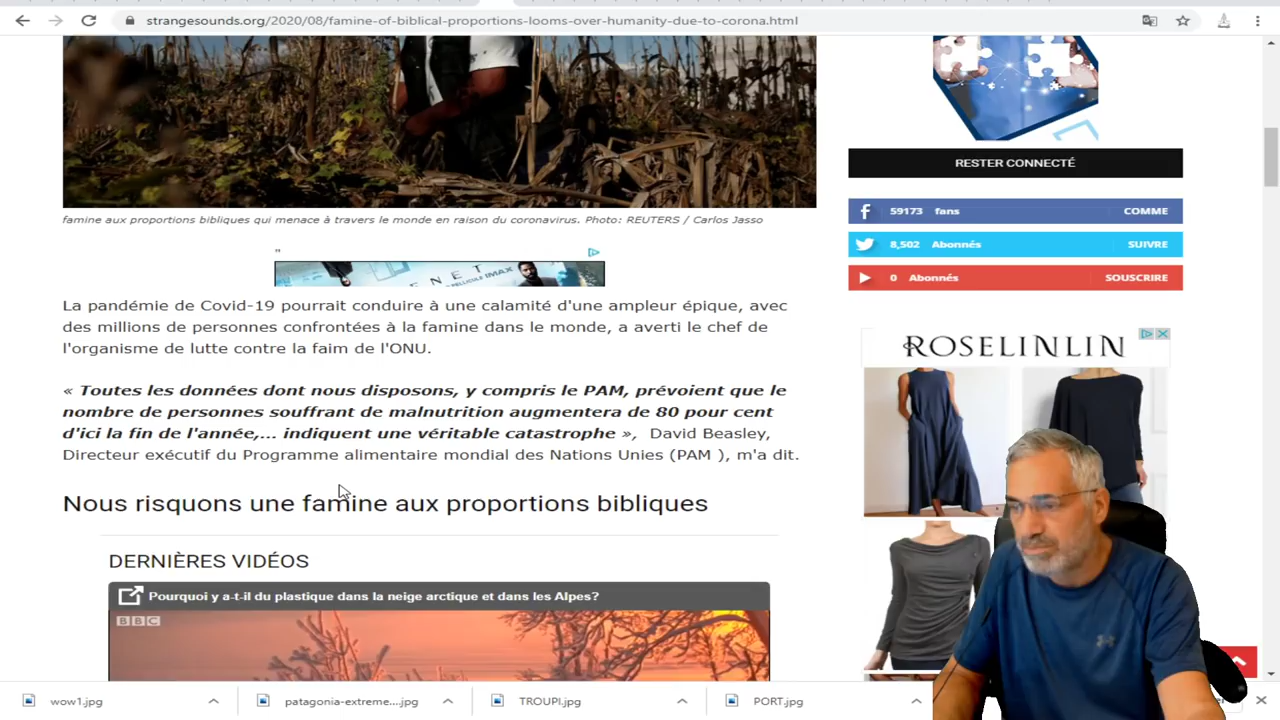 strangesounds.org/2020/08/famine-of-biblical-proportions-looms-over-humanity-due-to-corona.html
famine aux proportions bibliques qui menace à travers le monde en raison du coronavirus. Photo: REUTERS / Carlos Jasso
"
ENET
PELLICULE IMAX
La pandémie de Covid-19 pourrait conduire à une calamité d'une ampleur épique, avec
des millions de personnes confrontées à la famine dans le monde, a averti le chef de
l'organisme de lutte contre la faim de l'ONU.
« Toutes les données dont nous disposons, y compris le PAM, prévoient que le
nombre de personnes souffrant de malnutrition augmentera de 80 pour cent
d'ici la fin de l'année,... indiquent une véritable catastrophe », David Beasley,
Directeur exécutif du Programme alimentaire mondial des Nations Unies (PAM ), m'a dit.
Nous risquons une famine aux proportions bibliques
DERNIÈRES VIDÉOS
Pourquoi y a-t-il du plastique dans la neige arctique et dans les Alpes?
BBC
RESTER CONNECTÉ
59173 fans COMME
8,502 Abonnés SUIVRE
0 Abonnés SOUSCRIRE
ROSELINLIN
wow1.jpg
patagonia-extreme....jpg
TROUPI.jpg
PORT.jpg